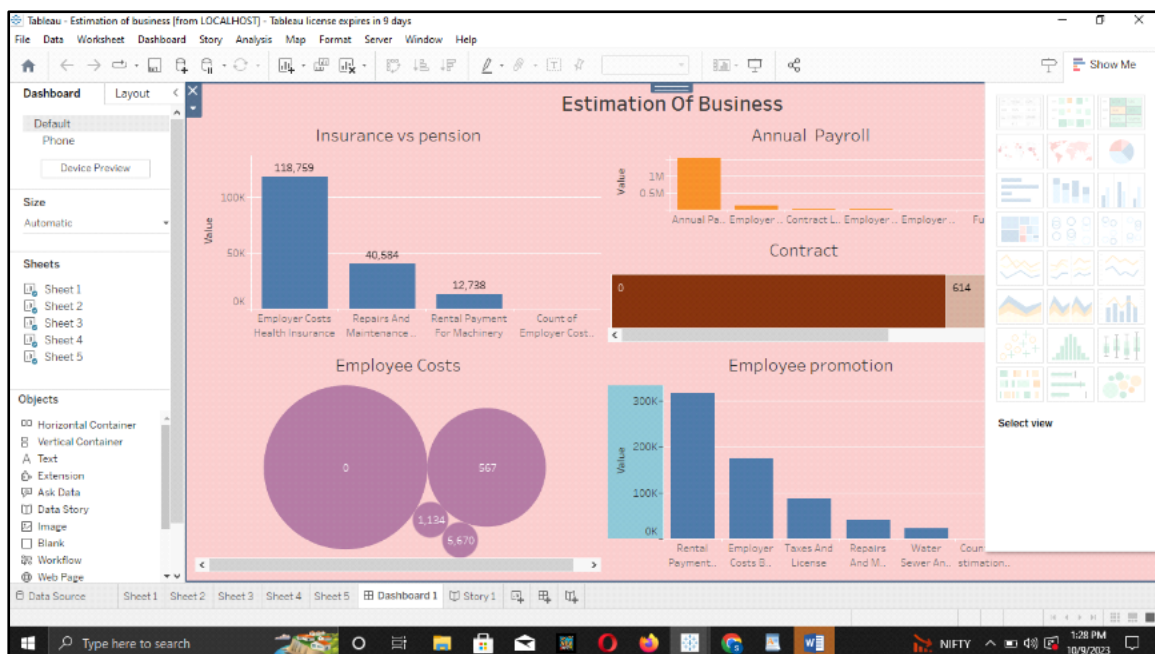 Tableau - Estimation of business [from LOCALHOST] - Tableau license expires in 9 days
File Data Worksheet Dashboard Story Analysis Map Format Server Window Help
Show Me
Dashboard Layout
Default
Phone
Device Preview
Size
Automatic
Sheets
Sheet 1
Sheet 2
Sheet 3
Sheet 4
Sheet 5
Objects
Horizontal Container
Vertical Container
Text
Extension
Ask Data
Data Story
Image
Blank
Workflow
Web Page
Estimation Of Business
Insurance vs pension
Value
100K
50K
0K
118,759
40,584
12,738
Employer Costs
Health Insurance
Repairs And
Maintenance ..
Rental Payment
For Machinery
Count of
Employer Cost..
Annual Payroll
Value
1M
0.5M
Annual Pa..
Employer ..
Contract L..
Employer ..
Employer ..
Fu
Contract
0
614
Employee Costs
0
567
1,134
5,670
Employee promotion
Value
300K
200K
100K
0K
Rental
Payment..
Employer
Costs B..
Taxes And
License
Repairs
And M..
Water
Sewer An..
Coun
stimation..
Select view
Data Source Sheet 1 Sheet 2 Sheet 3 Sheet 4 Sheet 5 Dashboard 1 Story 1
Type here to search
NIFTY
1:28 PM
10/9/2023